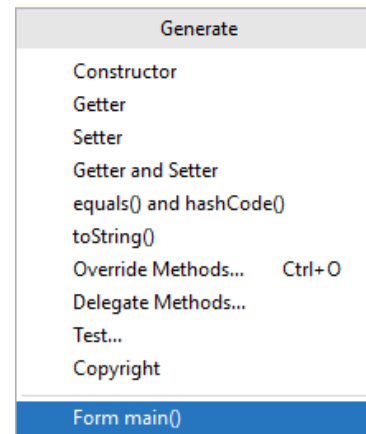 Generate
Constructor
Getter
Setter
Getter and Setter
equals() and hashCode()
toString()
Override Methods... Ctrl+O
Delegate Methods...
Test...
Copyright
Form main()